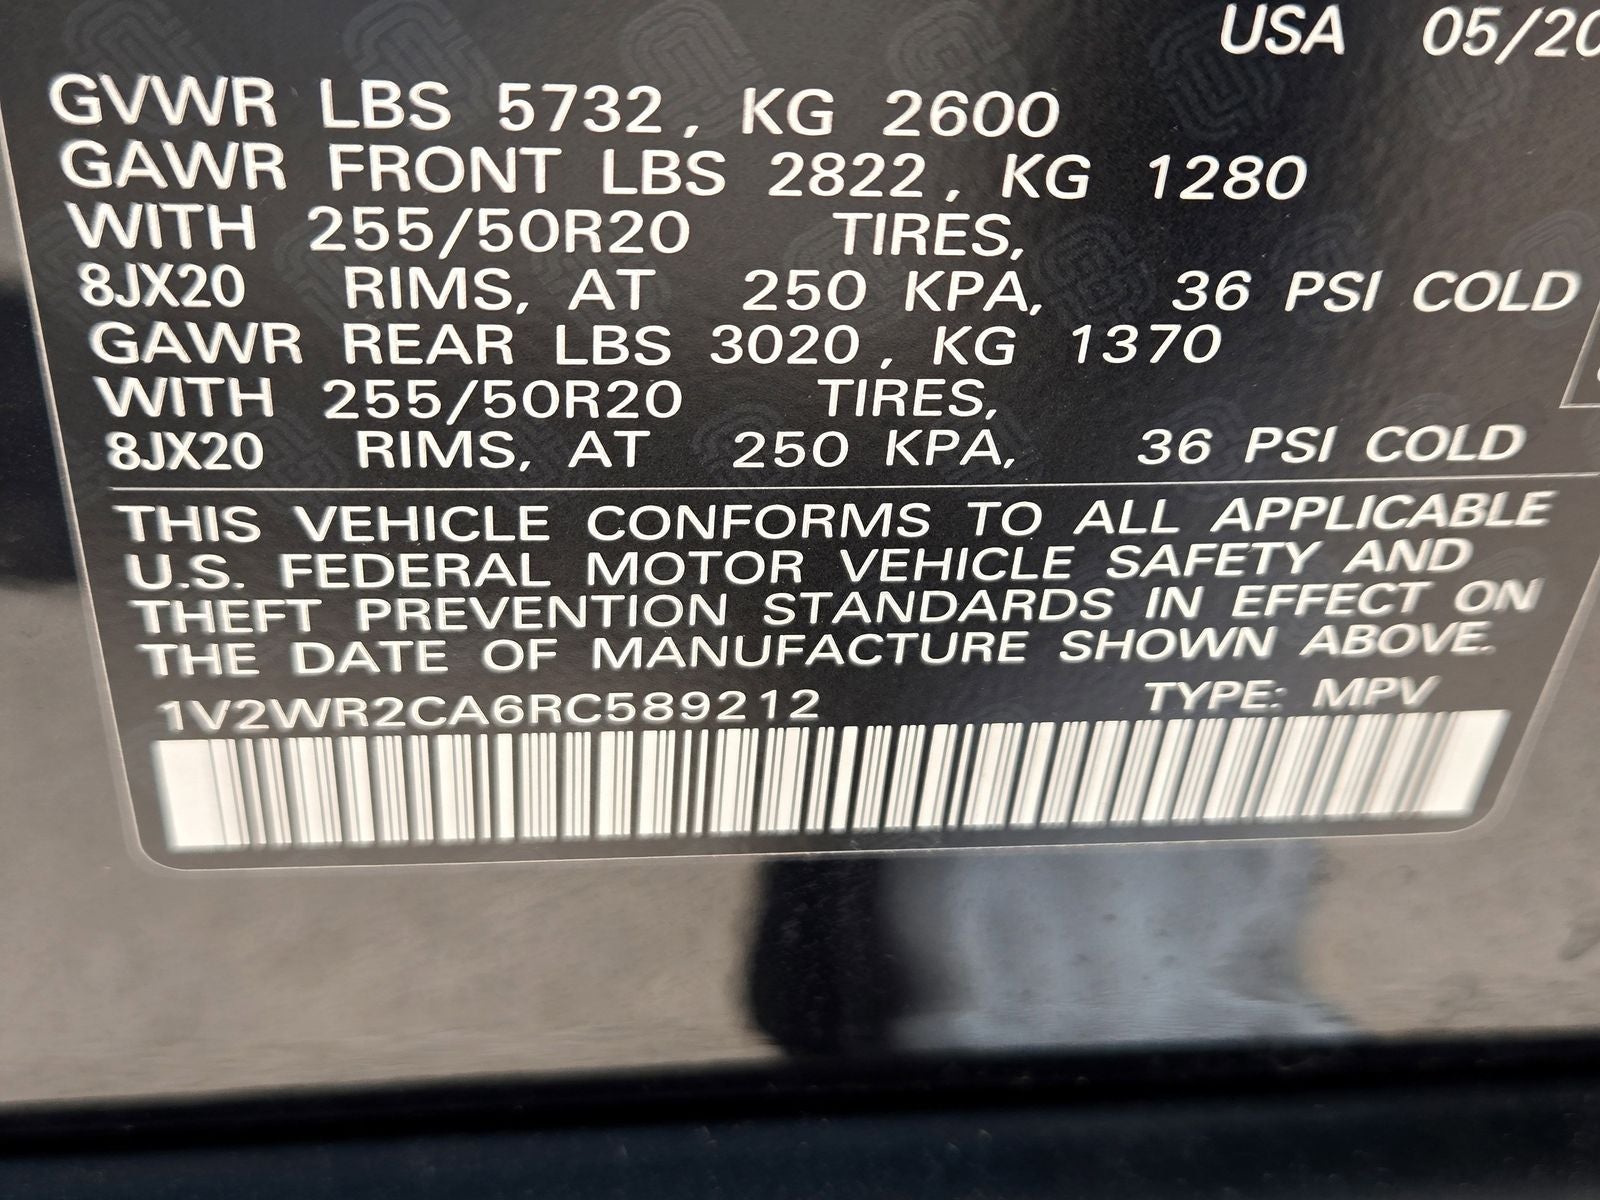 USA 05/20
GVWR LBS 5732, KG 2600
GAWR FRONT LBS 2822, KG 1280
WITH 255/50R20 TIRES,
8JX20 RIMS, AT 250 KPA, 36 PSI COLD
GAWR REAR LBS 3020, KG 1370
WITH 255/50R20 TIRES,
8JX20 RIMS, AT 250 KPA, 36 PSI COLD
THIS VEHICLE CONFORMS TO ALL APPLICABLE
U.S. FEDERAL MOTOR VEHICLE SAFETY AND
THEFT PREVENTION STANDARDS IN EFFECT ON
THE DATE OF MANUFACTURE SHOWN ABOVE.
1V2WR2CA6RC589212 TYPE: MPV